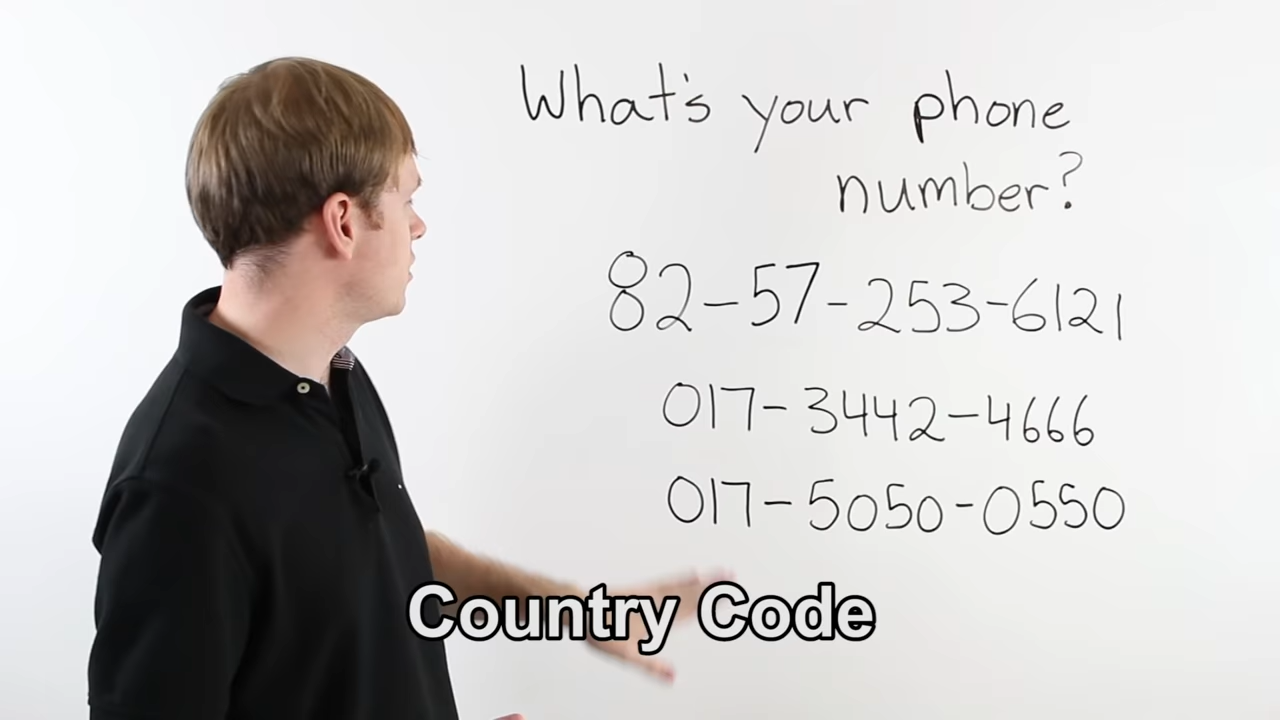 What's your phone
number?
82-57-253-6121
017-3442-4666
017-5050-0550
Country Code